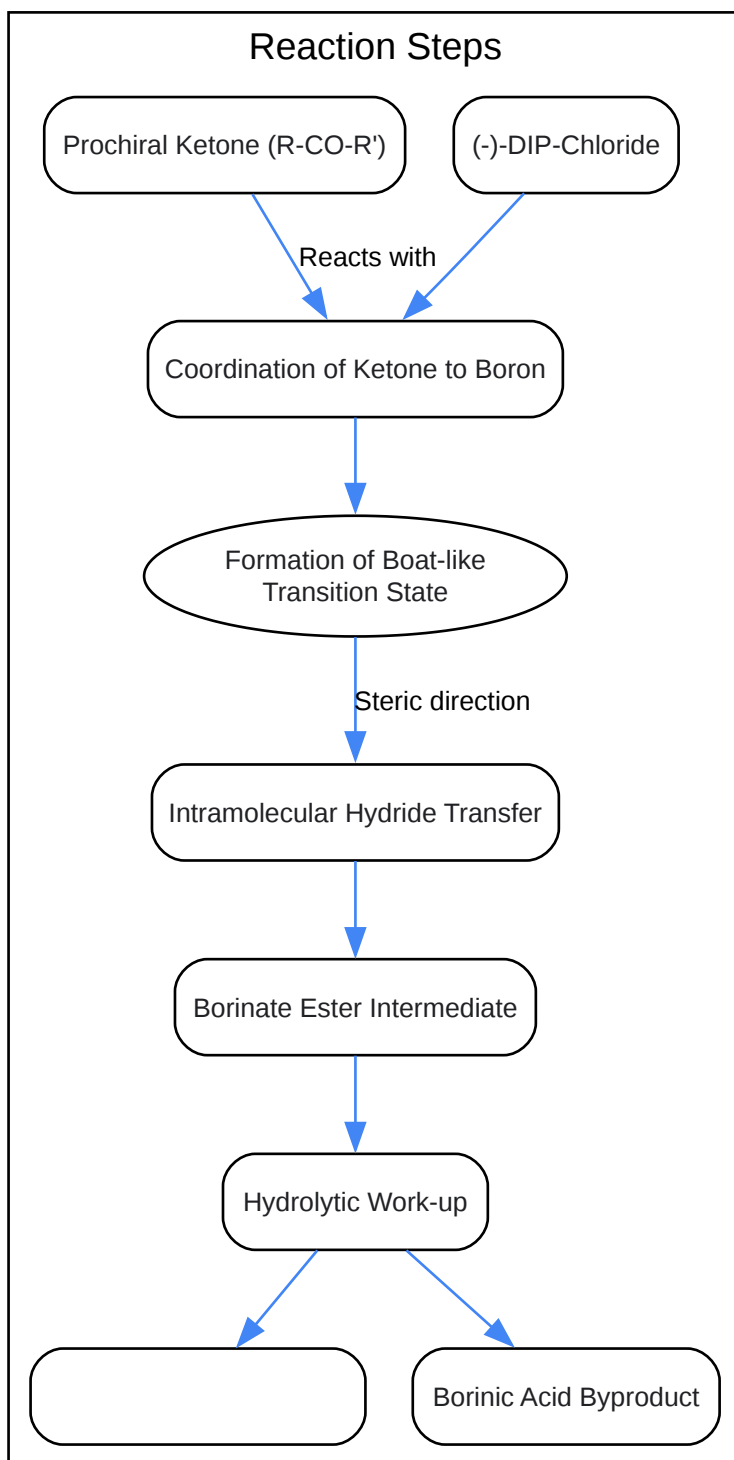 Reaction Steps
Prochiral Ketone (R-CO-R')
(-)-DIP-Chloride
Reacts with
Coordination of Ketone to Boron
Formation of Boat-like
Transition State
Steric direction
Intramolecular Hydride Transfer
Borinate Ester Intermediate
Hydrolytic Work-up
Borinic Acid Byproduct